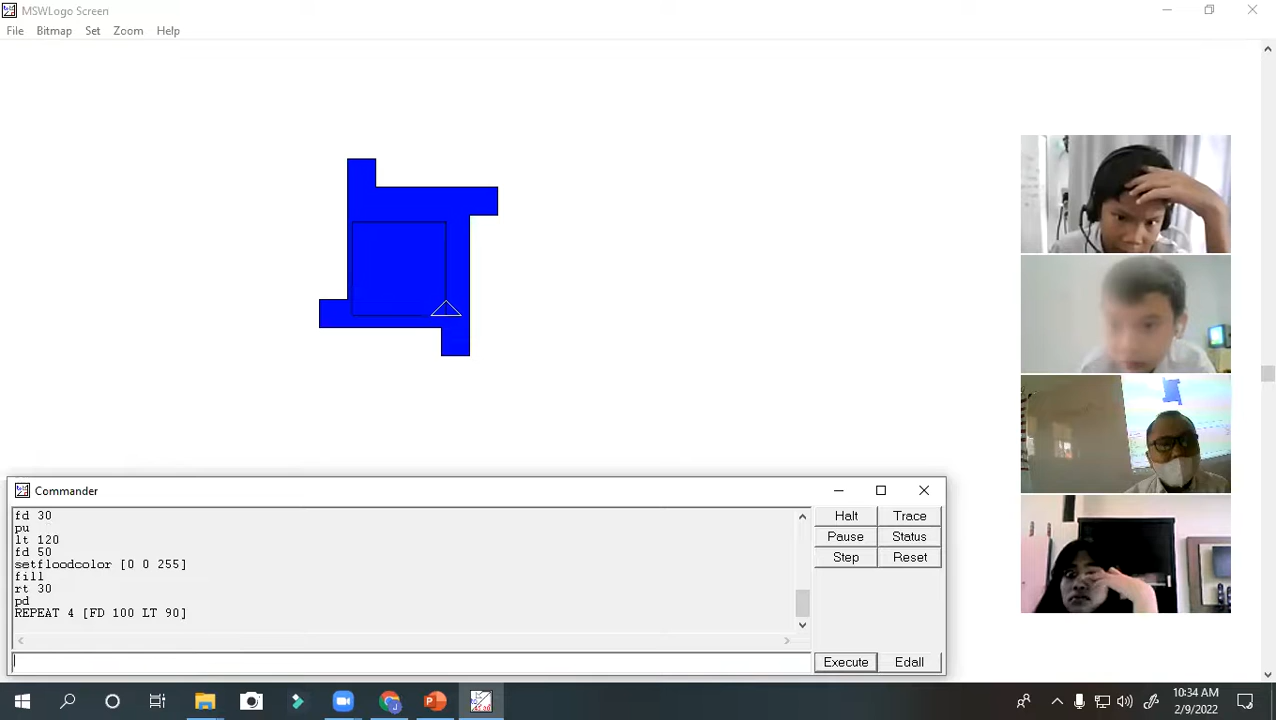 MSWLogo Screen
File Bitmap Set Zoom Help
Commander
fd 30
pu
lt 120
fd 50
setfloodcolor [0 0 255]
fill
rt 30
pd
REPEAT 4 [FD 100 LT 90]
Halt Trace
Pause Status
Step Reset
Execute Edall
10:34 AM
2/9/2022